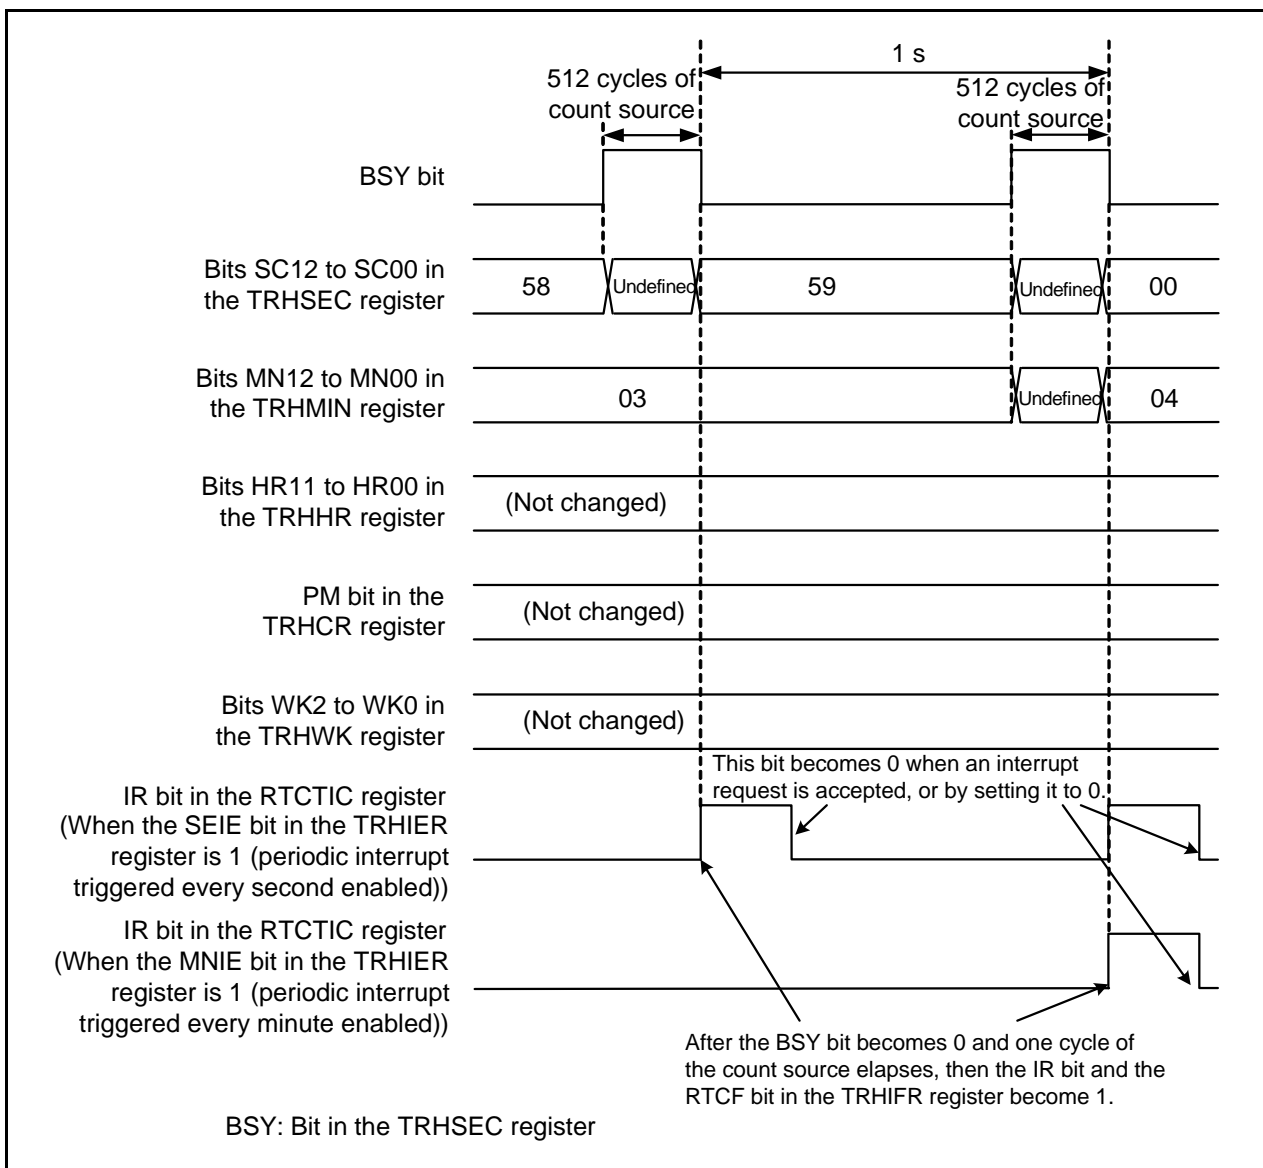 1 s
512 cycles of
count source
512 cycles of
count source
BSY bit
Bits SC12 to SC00 in
the TRHSEC register
58
Undefined
59
Undefined
00
Bits MN12 to MN00 in
the TRHMIN register
03
Undefined
04
Bits HR11 to HR00 in
the TRHHR register
(Not changed)
PM bit in the
TRHCR register
(Not changed)
Bits WK2 to WK0 in
the TRHWK register
(Not changed)
This bit becomes 0 when an interrupt
request is accepted, or by setting it to 0.
IR bit in the RTCTIC register
(When the SEIE bit in the TRHIER
register is 1 (periodic interrupt
triggered every second enabled))
IR bit in the RTCTIC register
(When the MNIE bit in the TRHIER
register is 1 (periodic interrupt
triggered every minute enabled))
After the BSY bit becomes 0 and one cycle of
the count source elapses, then the IR bit and the
RTCF bit in the TRHIFR register become 1.
BSY: Bit in the TRHSEC register